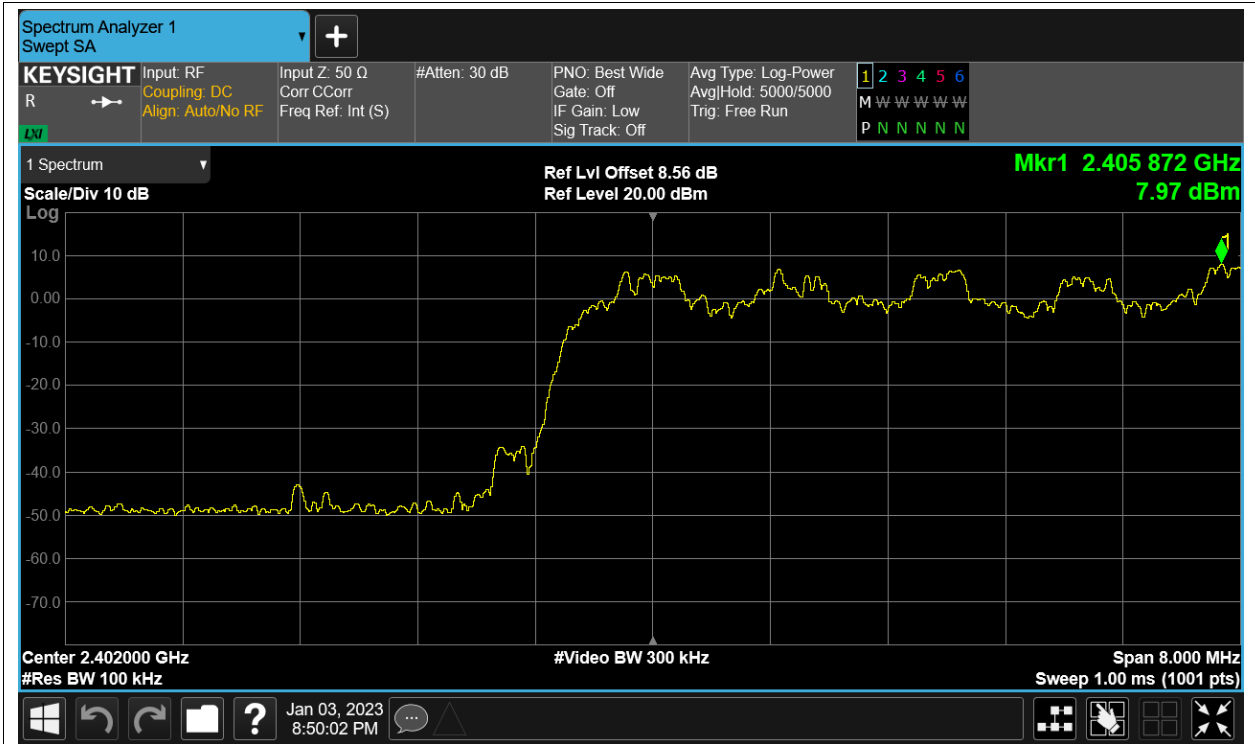 Spectrum Analyzer 1
Swept SA
+
KEYSIGHT
R
LXI
Input: RF
Coupling: DC
Align: Auto/No RF
Input Z: 50 Ω
Corr CCorr
Freq Ref: Int (S)
#Atten: 30 dB
PNO: Best Wide
Gate: Off
IF Gain: Low
Sig Track: Off
Avg Type: Log-Power
Avg|Hold: 5000/5000
Trig: Free Run
1 2 3 4 5 6
M W W W W W W
P N N N N N N
1 Spectrum
Scale/Div 10 dB
Ref Lvl Offset 8.56 dB
Ref Level 20.00 dBm
Mkr1 2.405 872 GHz
7.97 dBm
Log
1
10.0
0.00
-10.0
-20.0
-30.0
-40.0
-50.0
-60.0
-70.0
Center 2.402000 GHz
#Video BW 300 kHz
Span 8.000 MHz
#Res BW 100 kHz
Sweep 1.00 ms (1001 pts)
?
Jan 03, 2023
8:50:02 PM